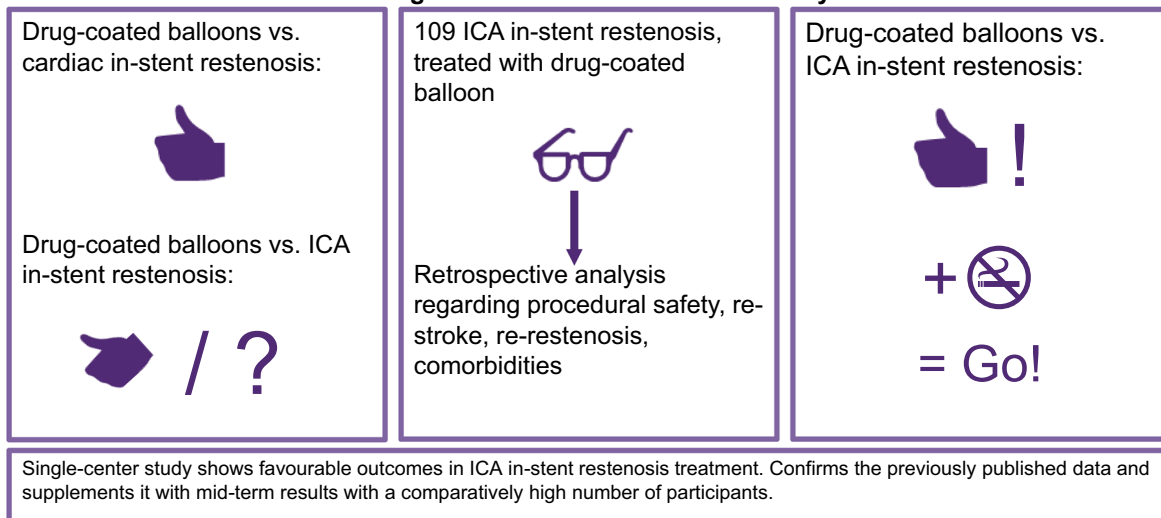 Drug-coated balloons vs.
cardiac in-stent restenosis:
Drug-coated balloons vs. ICA
in-stent restenosis:
/ ?
109 ICA in-stent restenosis,
treated with drug-coated
balloon
Retrospective analysis
regarding procedural safety, re-
stroke, re-restenosis,
comorbidities
Drug-coated balloons vs.
ICA in-stent restenosis:
!
+
= Go!
Single-center study shows favourable outcomes in ICA in-stent restenosis treatment. Confirms the previously published data and
supplements it with mid-term results with a comparatively high number of participants.